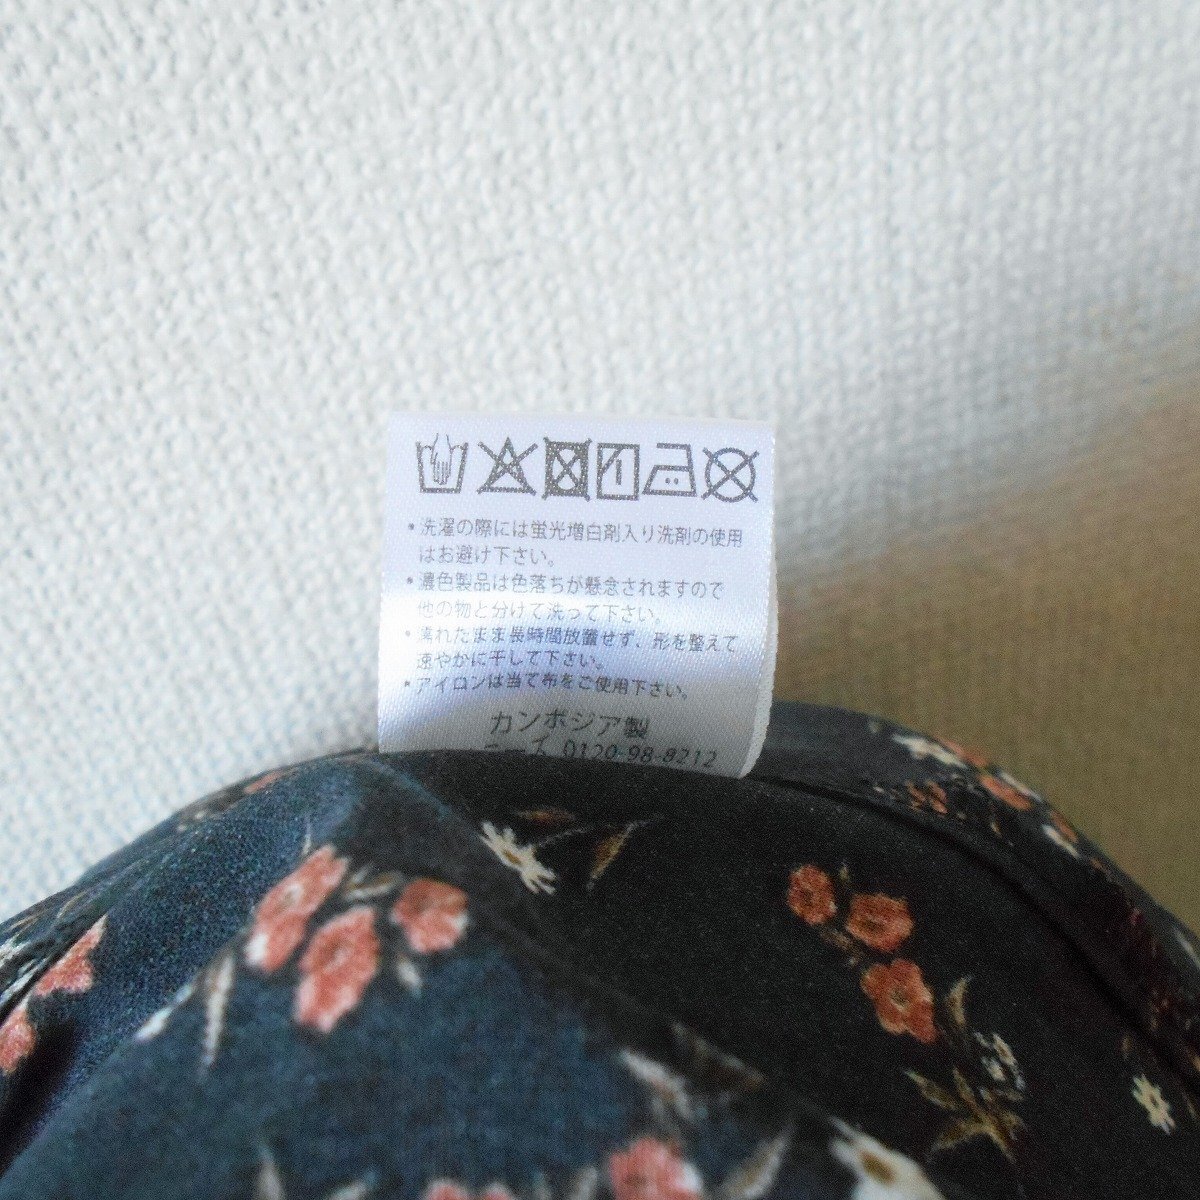 * 洗濯の際には蛍光増白剤入り洗剤の使用
はお避け下さい。
* 濃色製品は色落ちが懸念されますので
他の物と分けて洗って下さい。
* 濡れたまま長時間放置せず、形を整えて
速やかに干して下さい。
* アイロンは当て布をご使用下さい。
カンボジア製
0120-98-8212